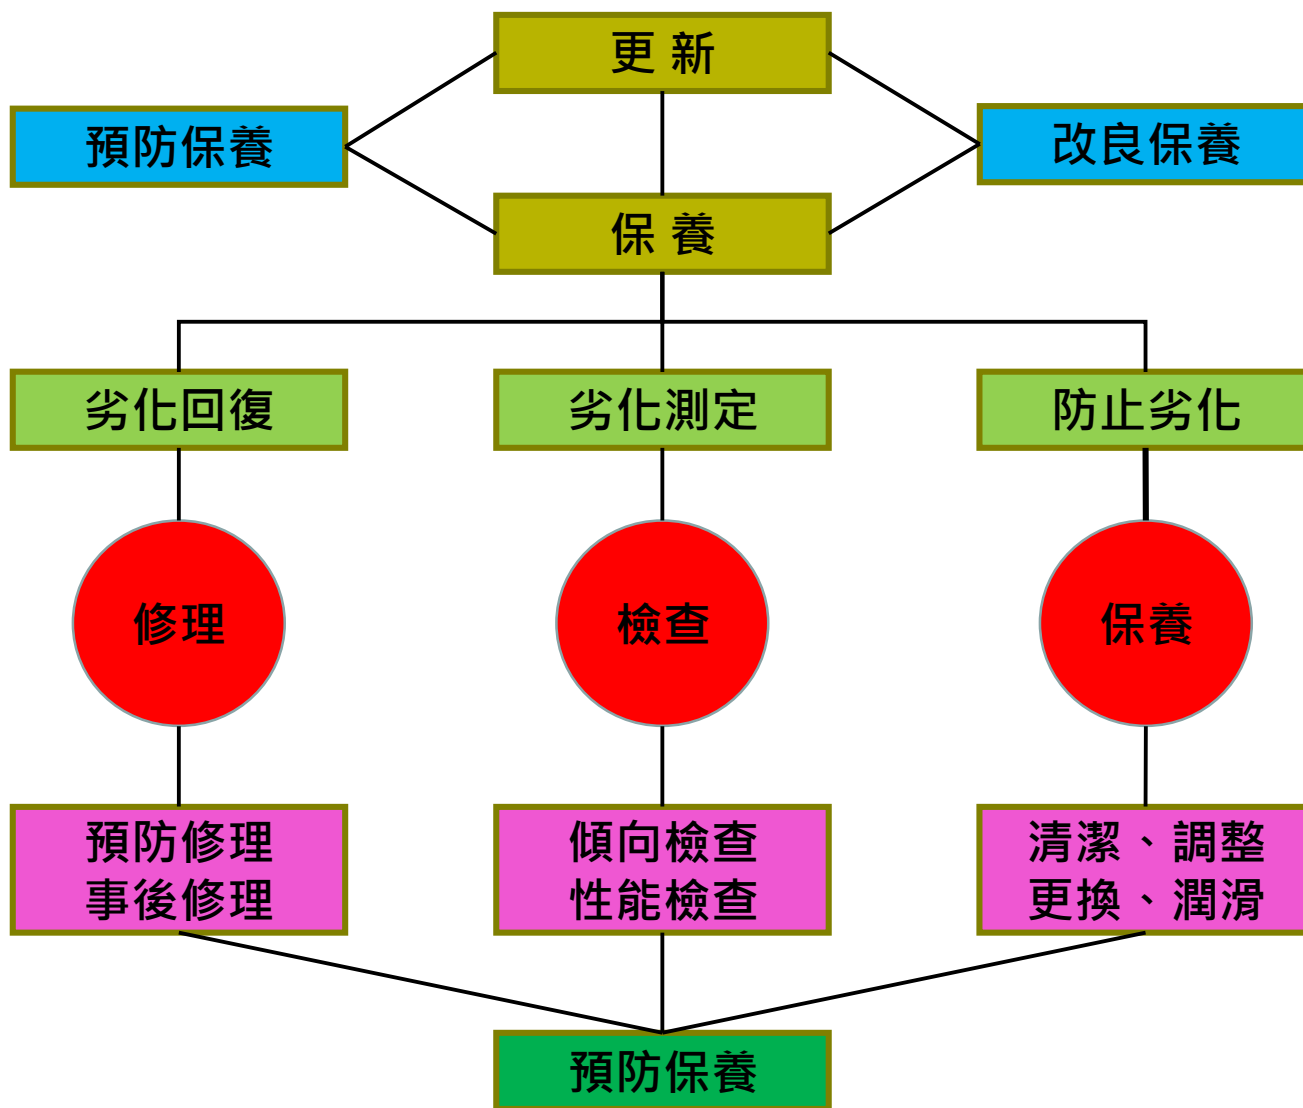 更 新
預防保養
改良保養
保 養
劣化回復
劣化測定
防止劣化
修理
檢查
保養
預防修理
事後修理
傾向檢查
性能檢查
清潔、調整
更換、潤滑
預防保養